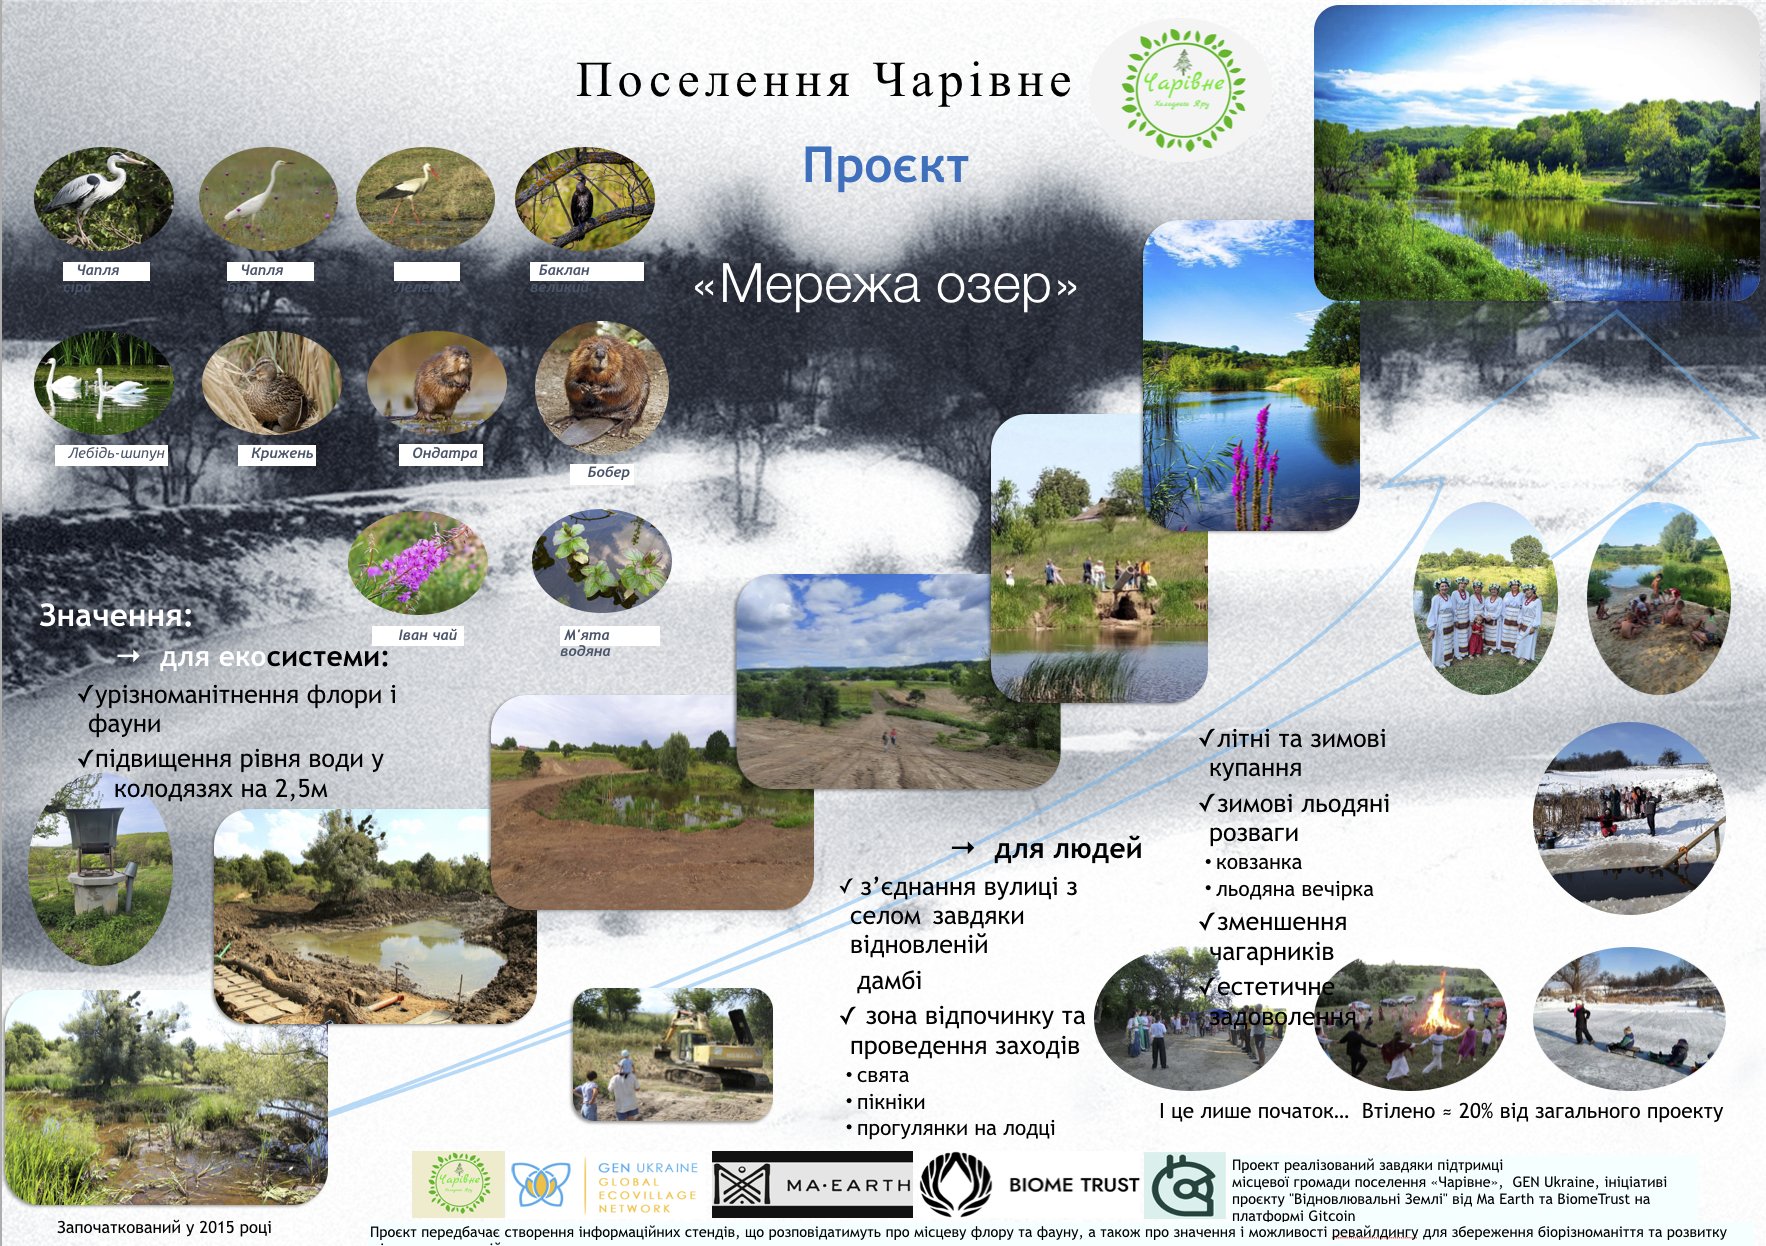 Поселення Чарівне
Чарівне
Холодного Яру
Проєкт
«Мережа озер»
Чапля
сіра
Чапля
біла
Лелека
Баклан
великий
Лебідь-шипун
Крижень
Ондатра
Бобер
Іван чай
М'ята
водяна
Значення:
→ для екосистеми:
✓урізноманітнення флори і
фауни
✓підвищення рівня води у
колодязях на 2,5м
→ для людей
✓ з’єднання вулиці з
селом завдяки
відновленій
дамбі
✓ зона відпочинку та
проведення заходів
• свята
• пікніки
• прогулянки на лодці
✓літні та зимові
купання
✓зимові льодяні
розваги
• ковзанка
• льодяна вечірка
✓зменшення
чагарників
✓естетичне
задоволення
І це лише початок... Втілено ≈ 20% від загального проекту
Чарівне
GEN UKRAINE
GLOBAL
ECOVILLAGE
NETWORK
MA·EARTH
BIOME TRUST
Проект реалізований завдяки підтримці
місцевої громади поселення «Чарівне», GEN Ukraine, ініціативі
проєкту "Відновлювальні Землі" від Ma Earth та BiomeTrust на
платформі Gitcoin
Започаткований у 2015 році
Проєкт передбачає створення інформаційних стендів, що розповідатимуть про місцеву флору та фауну, а також про значення і можливості ревайлдингу для збереження біорізноманіття та розвитку